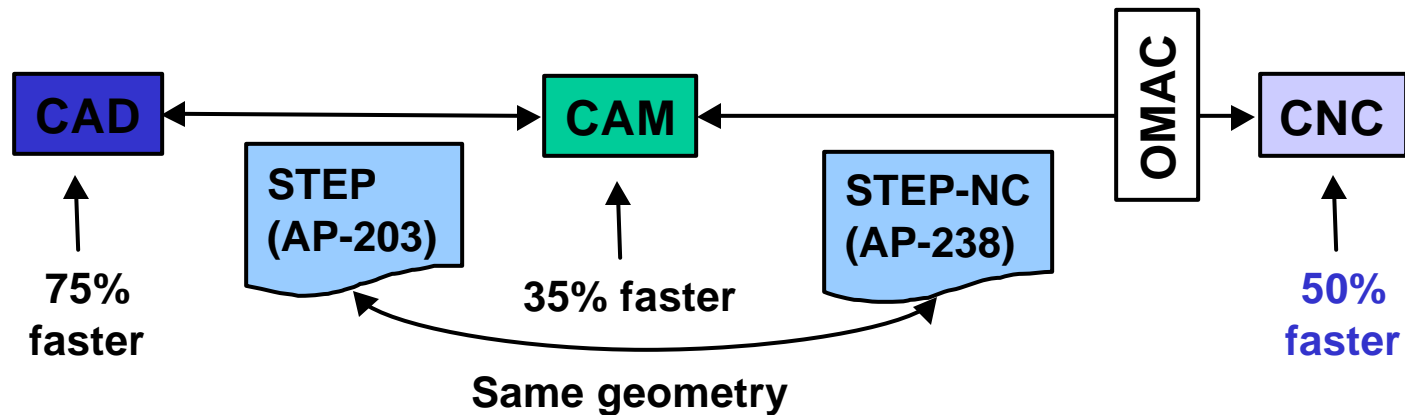 CAD
CAM
OMAC
CNC
STEP
(AP-203)
STEP-NC
(AP-238)
75%
faster
35% faster
50%
faster
Same geometry